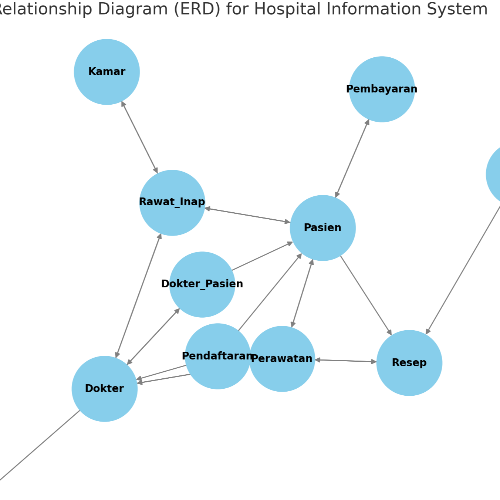 Relationship Diagram (ERD) for Hospital Information System
Kamar
Pembayaran
Rawat_Inap
Pasien
Dokter_Pasien
Pendaftaran
Perawatan
Resep
Dokter